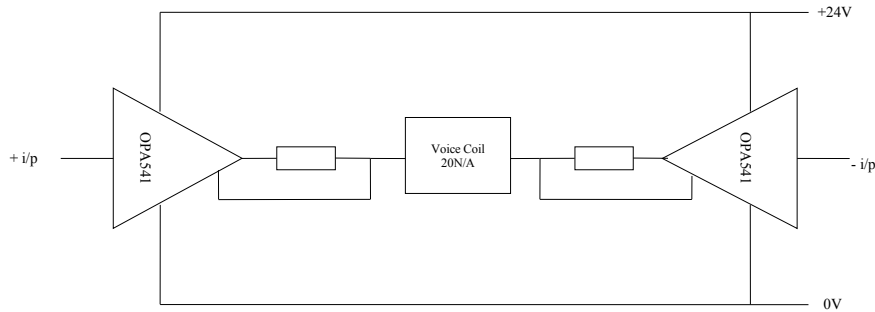 +24V
OPA541
Voice Coil
20N/A
OPA541
+ i/p
- i/p
0V